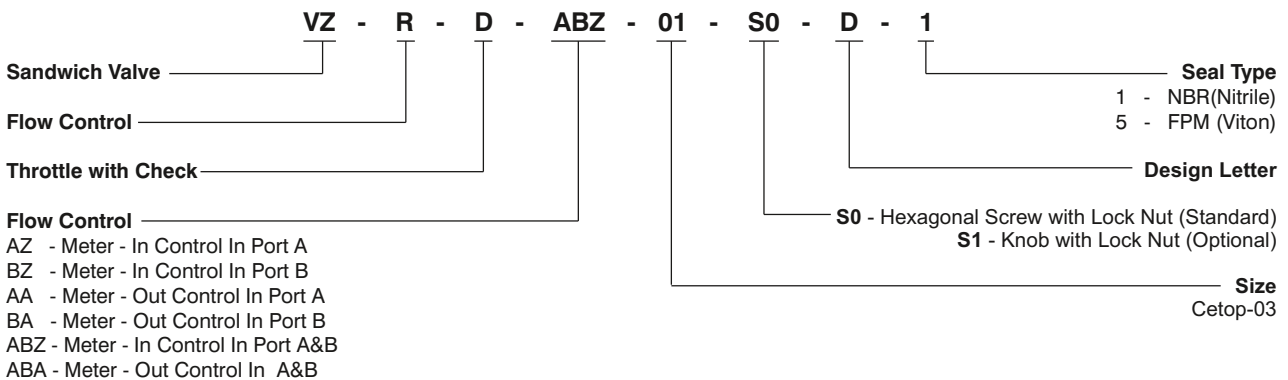 VZ - R - D - ABZ - 01 - S0 - D - 1
Sandwich Valve
Flow Control
Throttle with Check
Flow Control
AZ - Meter - In Control In Port A
BZ - Meter - In Control In Port B
AA - Meter - Out Control In Port A
BA - Meter - Out Control In Port B
ABZ - Meter - In Control In Port A&B
ABA - Meter - Out Control In A&B
Seal Type
1 - NBR(Nitrile)
5 - FPM (Viton)
Design Letter
S0 - Hexagonal Screw with Lock Nut (Standard)
S1 - Knob with Lock Nut (Optional)
Size
Cetop-03